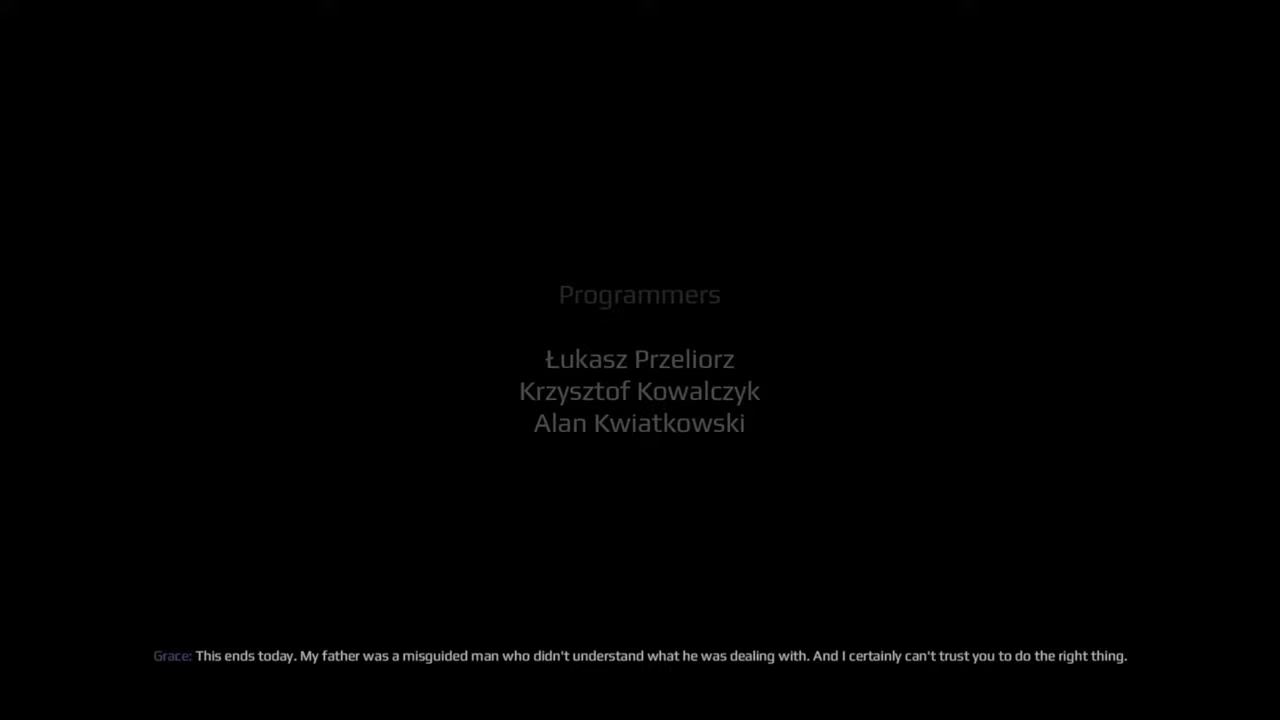 Programmers
Łukasz Przeliorz
Krzysztof Kowalczyk
Alan Kwiatkowski
Grace: This ends today. My father was a misguided man who didn't understand what he was dealing with. And I certainly can't trust you to do the right thing.